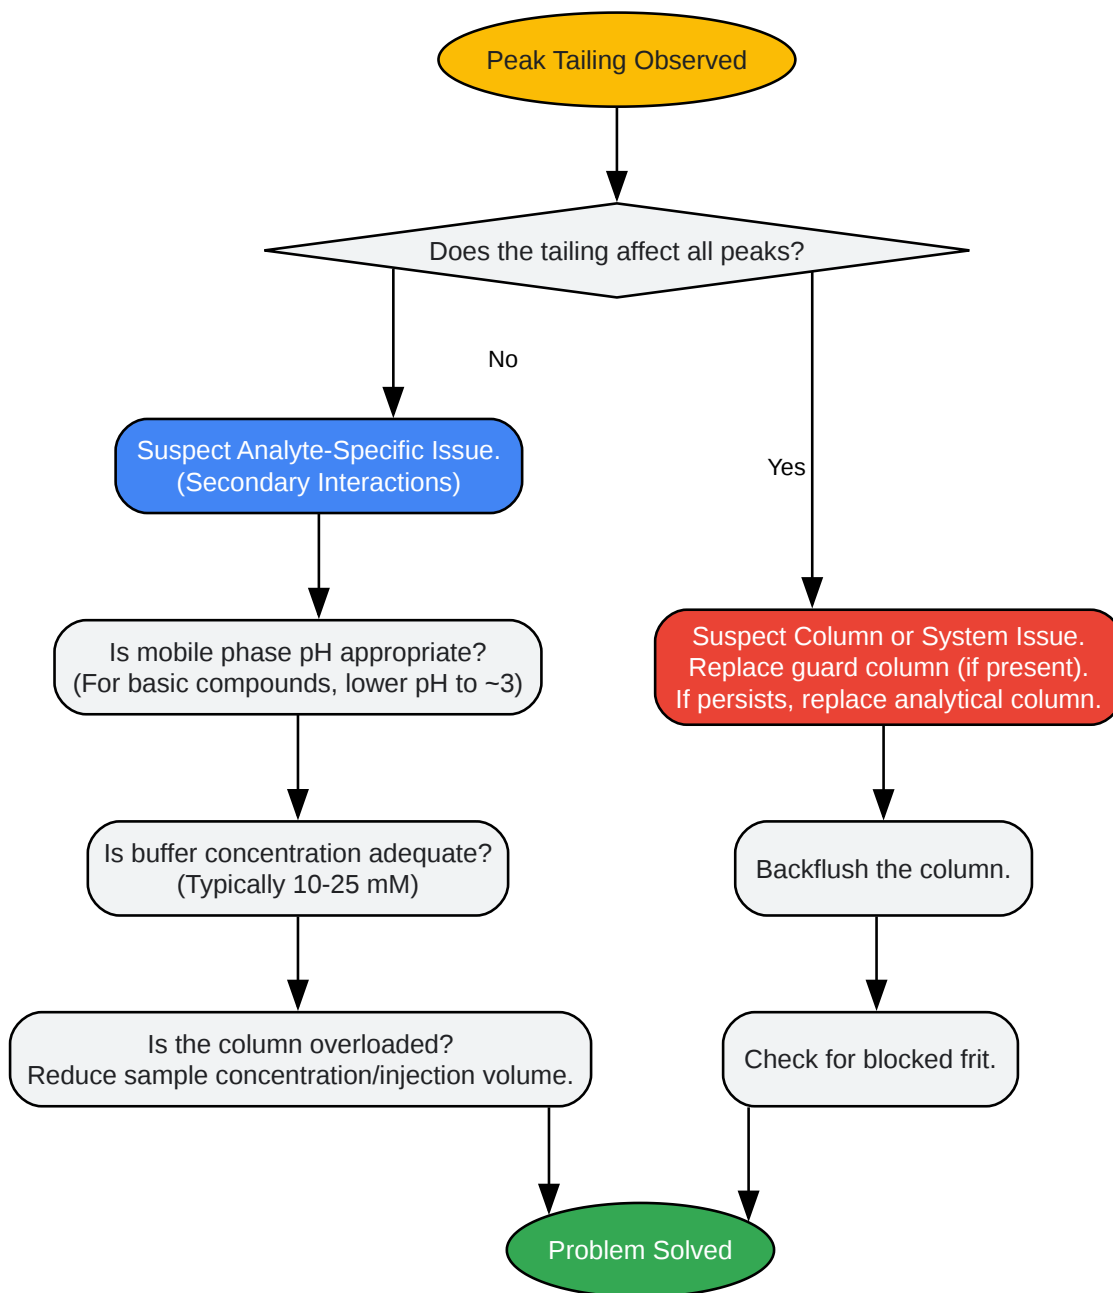 Peak Tailing Observed
Does the tailing affect all peaks?
No
Yes
Suspect Analyte-Specific Issue.
(Secondary Interactions)
Is mobile phase pH appropriate?
(For basic compounds, lower pH to ~3)
Suspect Column or System Issue.
Replace guard column (if present).
If persists, replace analytical column.
Is buffer concentration adequate?
(Typically 10-25 mM)
Backflush the column.
Is the column overloaded?
Reduce sample concentration/injection volume.
Check for blocked frit.
Problem Solved